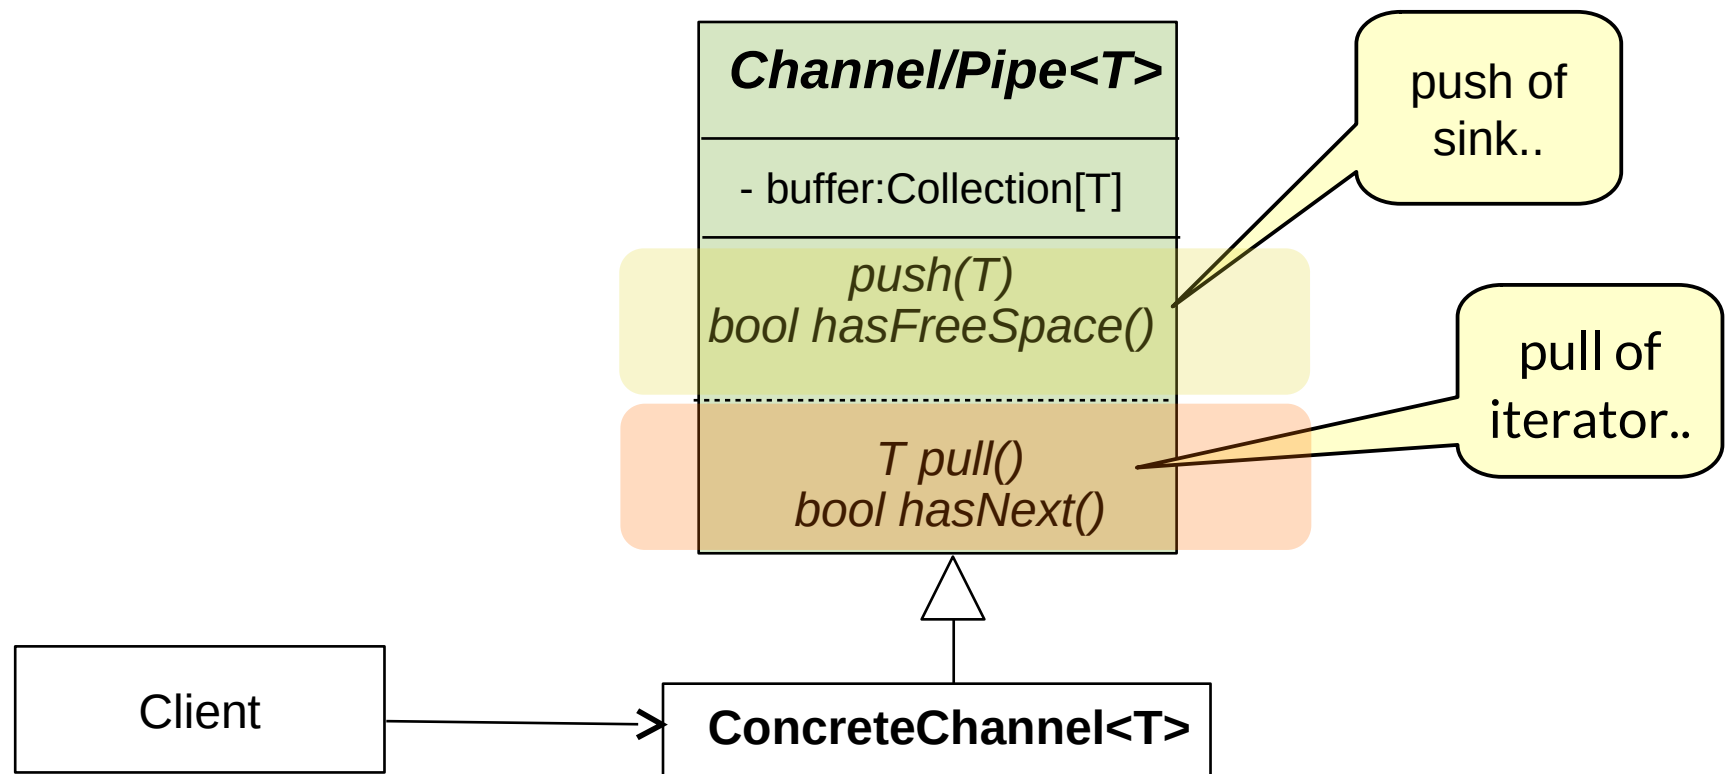 Channel/Pipe<T>
- buffer:Collection[T]
push(T)
bool hasFreeSpace()
T pull()
bool hasNext()
push of
sink..
pull of
iterator..
Client
ConcreteChannel<T>